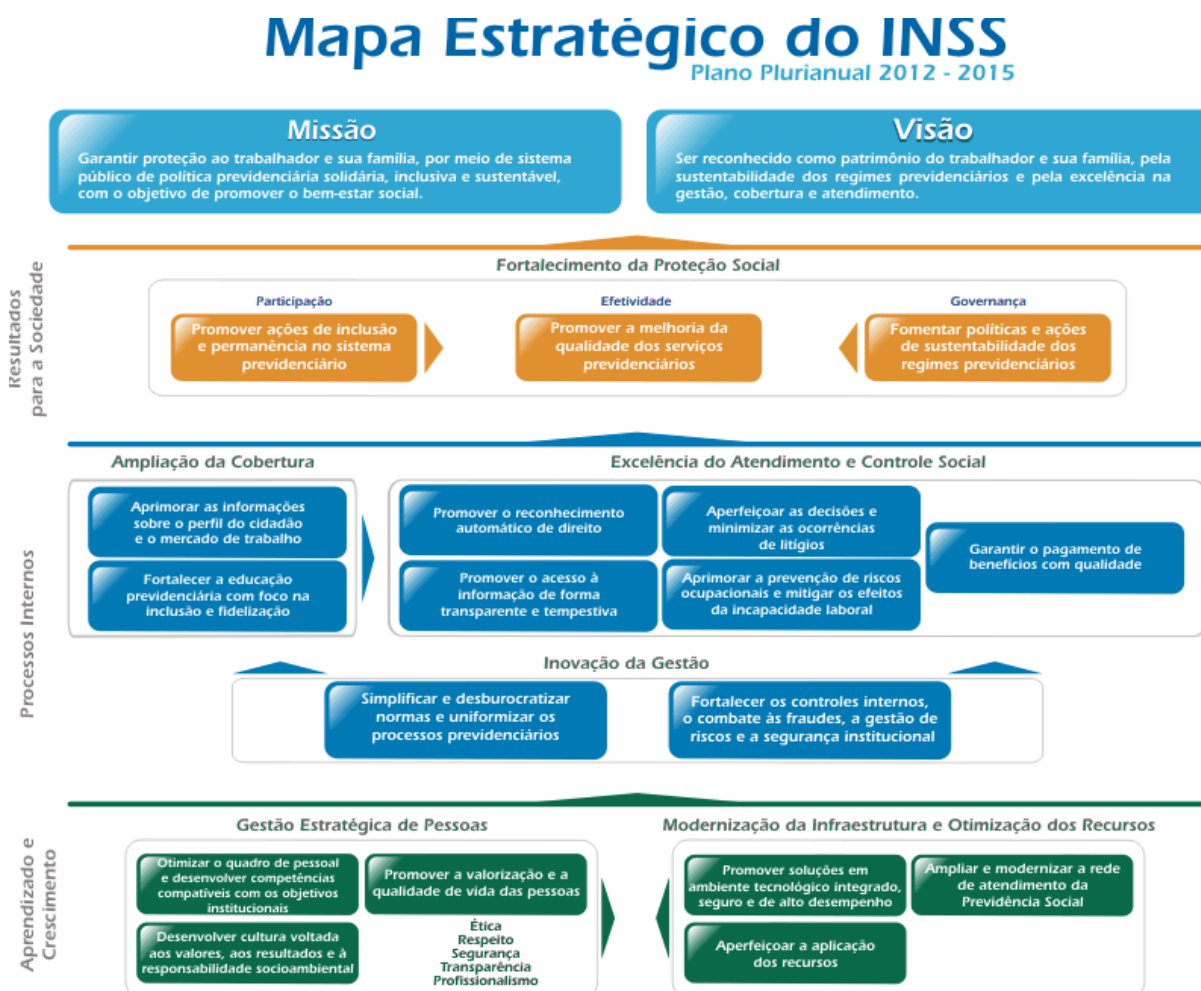 Mapa Estratégico do INSS
Plano Plurianual 2012 - 2015
Missão
Garantir proteção ao trabalhador e sua família, por meio de sistema
público de política previdenciária solidária, inclusiva e sustentável,
com o objetivo de promover o bem-estar social.
Visão
Ser reconhecido como patrimônio do trabalhador e sua família, pela
sustentabilidade dos regimes previdenciários e pela excelência na
gestão, cobertura e atendimento.
Resultados
para a Sociedade
Fortalecimento da Proteção Social
Participação
Promover ações de inclusão
e permanência no sistema
previdenciário
Efetividade
Promover a melhoria da
qualidade dos serviços
previdenciários
Governança
Fomentar políticas e ações
de sustentabilidade dos
regimes previdenciários
Processos Internos
Ampliação da Cobertura
Aprimorar as informações
sobre o perfil do cidadão
e o mercado de trabalho
Fortalecer a educação
previdenciária com foco na
inclusão e fidelização
Excelência do Atendimento e Controle Social
Promover o reconhecimento
automático de direito
Aperfeiçoar as decisões e
minimizar as ocorrências
de litígios
Promover o acesso à
informação de forma
transparente e tempestiva
Aprimorar a prevenção de riscos
ocupacionais e mitigar os efeitos
da incapacidade laboral
Garantir o pagamento de
benefícios com qualidade
Inovação da Gestão
Simplificar e desburocratizar
normas e uniformizar os
processos previdenciários
Fortalecer os controles internos,
o combate às fraudes, a gestão de
riscos e a segurança institucional
Aprendizado e
Crescimento
Gestão Estratégica de Pessoas
Otimizar o quadro de pessoal
e desenvolver competências
compatíveis com os objetivos
institucionais
Promover a valorização e a
qualidade de vida das pessoas
Desenvolver cultura voltada
aos valores, aos resultados e à
responsabilidade socioambiental
Ética
Respeito
Segurança
Transparência
Profissionalismo
Modernização da Infraestrutura e Otimização dos Recursos
Promover soluções em
ambiente tecnológico integrado,
seguro e de alto desempenho
Ampliar e modernizar a rede
de atendimento da
Previdência Social
Aperfeiçoar a aplicação
dos recursos